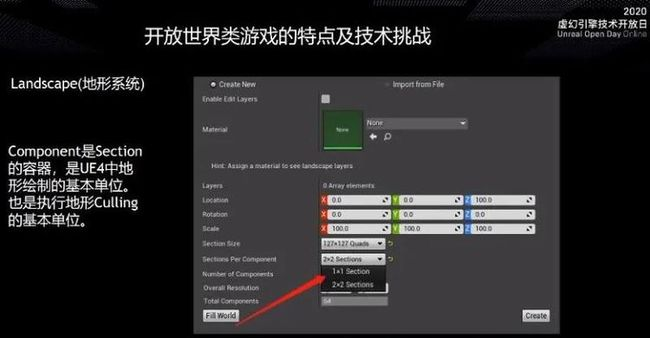 2020
虚幻引擎技术开放日
Unreal Open Day Online
开放世界类游戏的特点及技术挑战
Landscape(地形系统)
Component是Section
的容器，是UE4中地
形绘制的基本单位。
也是执行地形Culling
的基本单位。
Create New
Import from File
Enable Edit Layers
Material
None
None
Hint: Assign a material to see landscape layers
Layers
0 Array elements
Location
X 0.0
Y 0.0
Z 100.0
Rotation
X 0.0
Y 0.0
Z 0.0
Scale
X 100.0
Y 100.0
Z 100.0
Section Size
127×127 Quads
Sections Per Component
2×2 Sections
1×1 Section
2×2 Sections
Number of Components
Overall Resolution
Total Components
64
Fill World
Create